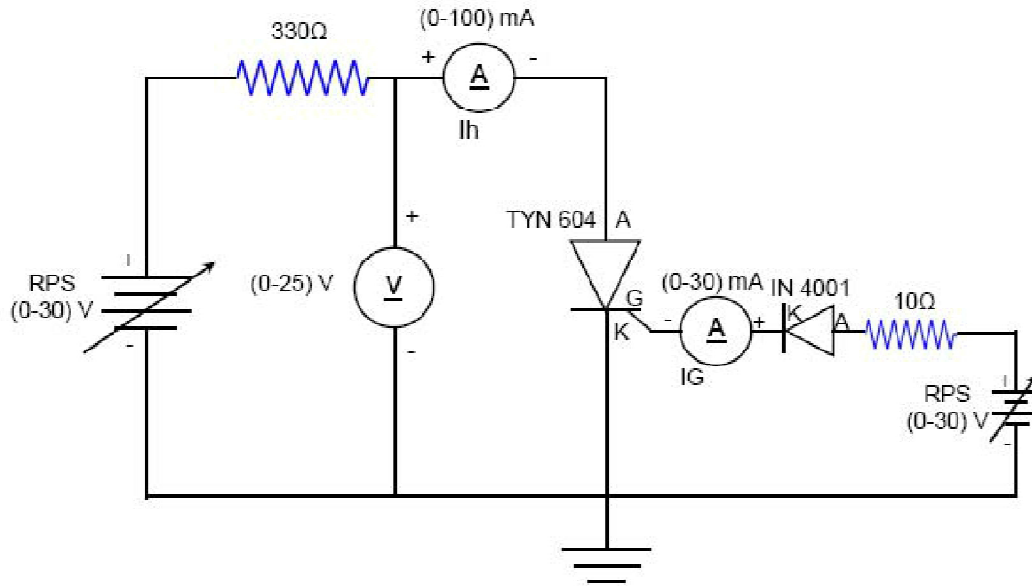 (0-100) mA
330Ω
+ A -
Ih
TYN 604 A
+
RPS
(0-30) V
+
-
(0-25) V
V
-
G
K
(0-30) mA
- A +
IG
IN 4001
K A
10Ω
RPS
(0-30) V
+
-